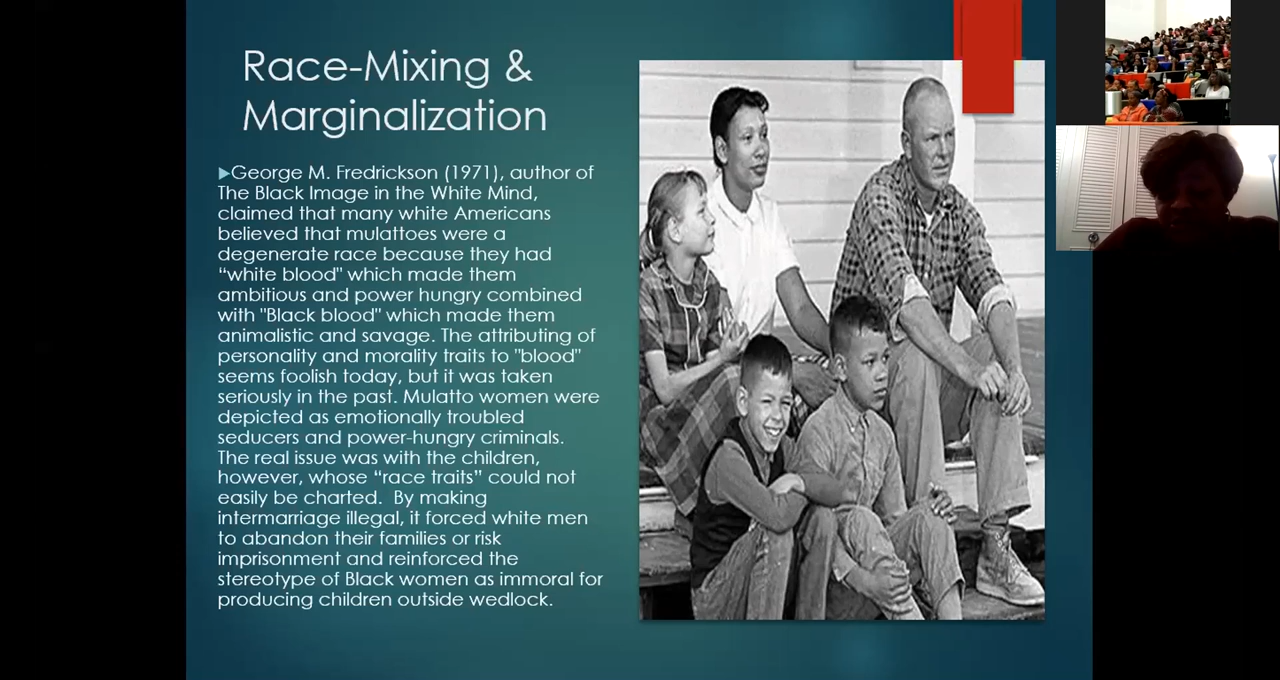 Race-Mixing &
Marginalization
▶George M. Fredrickson (1971), author of
The Black Image in the White Mind,
claimed that many white Americans
believed that mulattoes were a
degenerate race because they had
“white blood" which made them
ambitious and power hungry combined
with "Black blood" which made them
animalistic and savage. The attributing of
personality and morality traits to "blood"
seems foolish today, but it was taken
seriously in the past. Mulatto women were
depicted as emotionally troubled
seducers and power-hungry criminals.
The real issue was with the children,
however, whose “race traits” could not
easily be charted.  By making
intermarriage illegal, it forced white men
to abandon their families or risk
imprisonment and reinforced the
stereotype of Black women as immoral for
producing children outside wedlock.